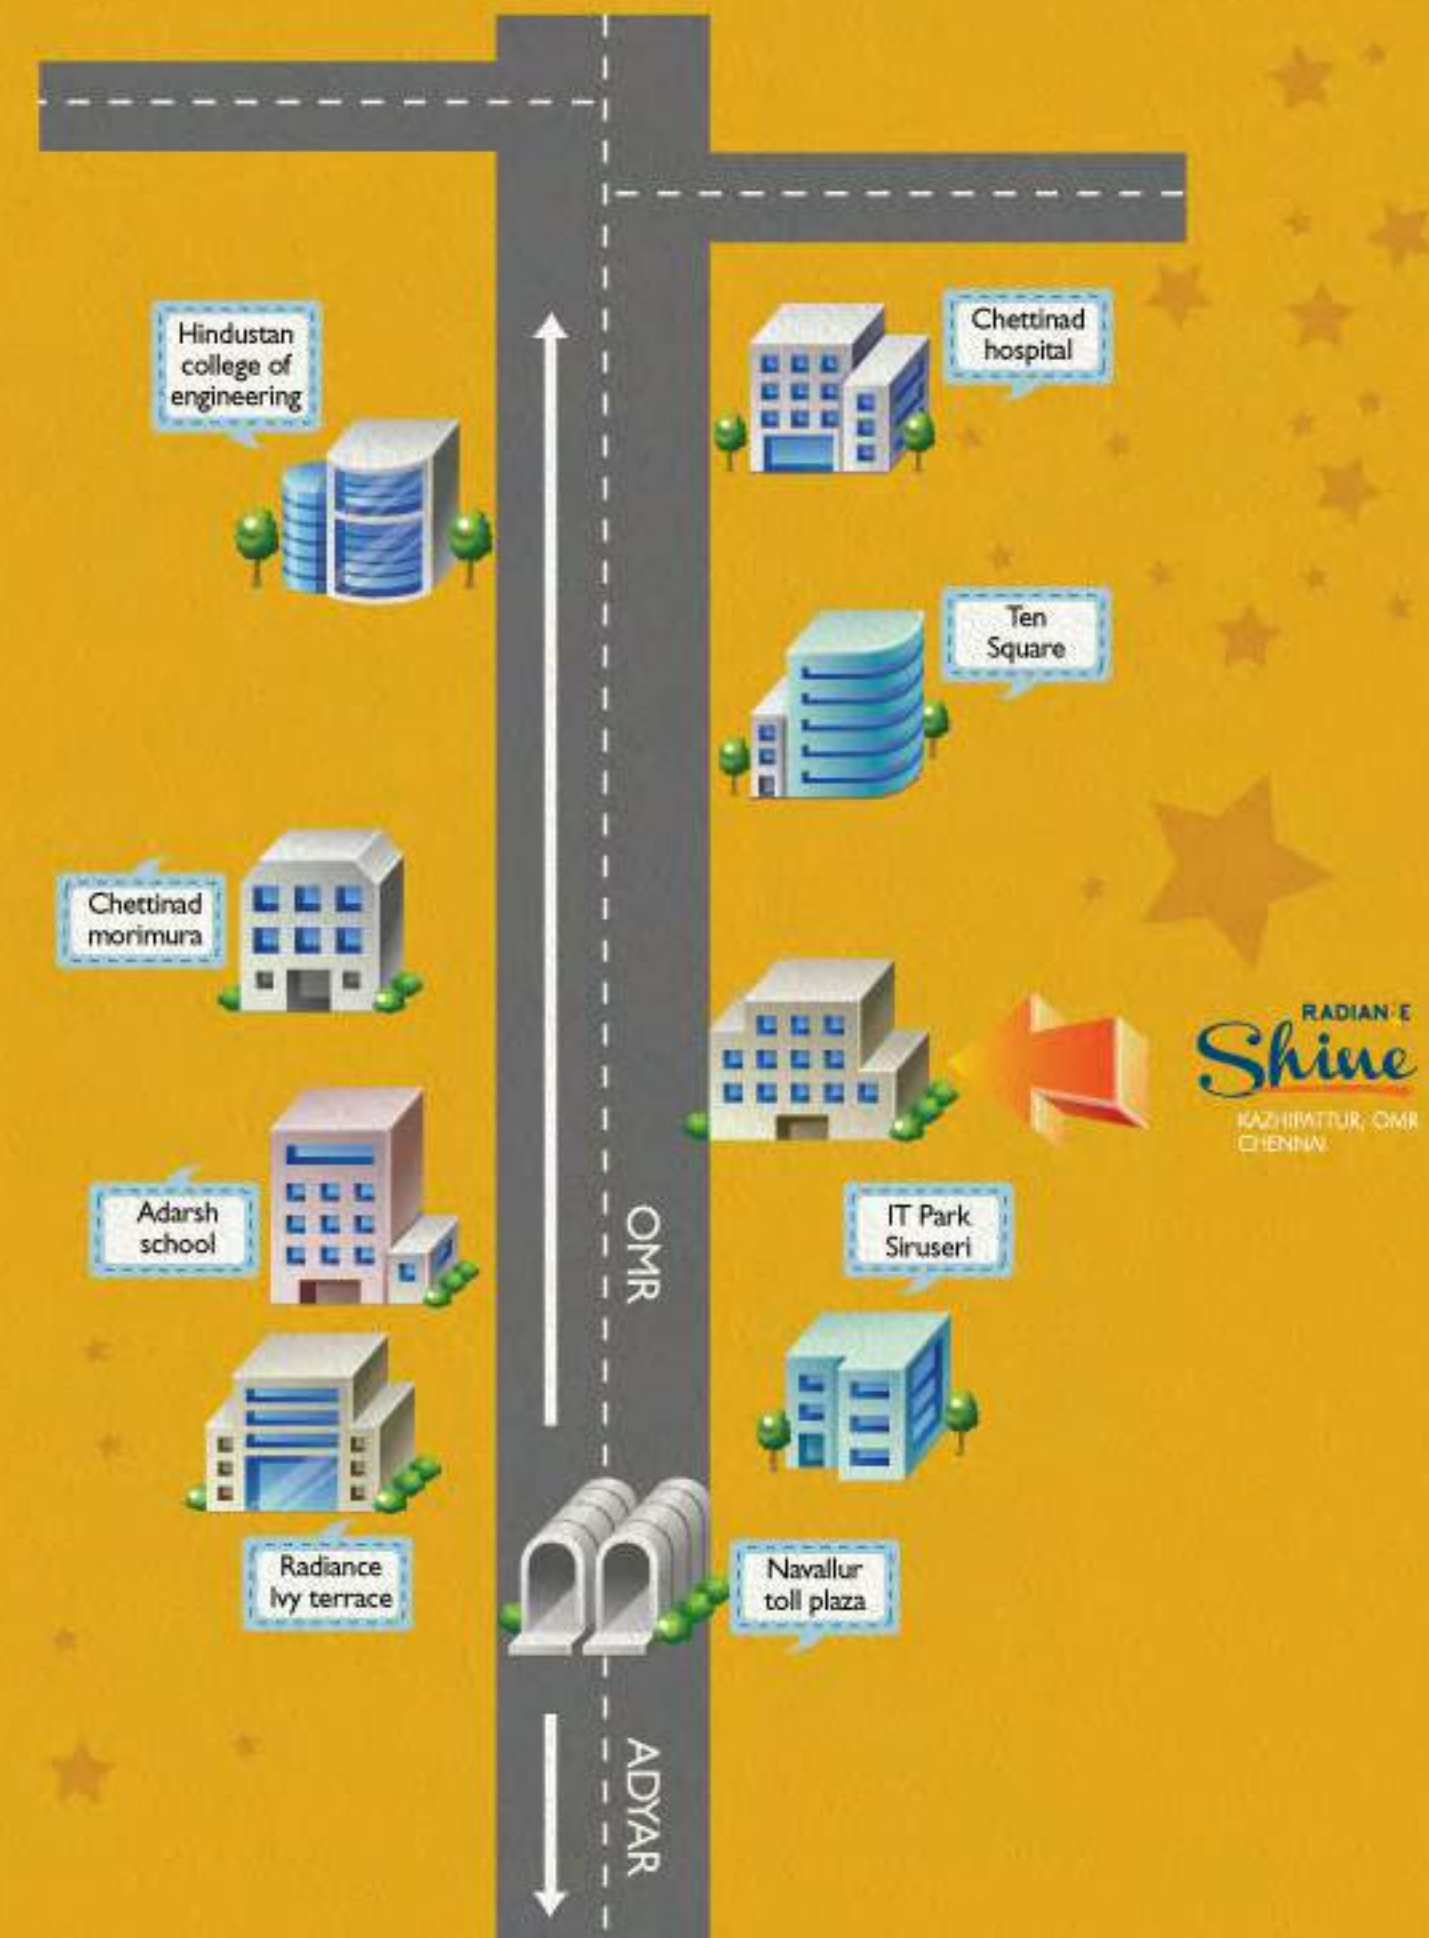 Hindustan
college of
engineering
Chettinad
hospital
Ten
Square
Chettinad
morimura
RADIAN E
Shine
KAZHIPATTUR, OMR
CHENNAI
Adarsh
school
OMR
IT Park
Siruseri
Radiance
Ivy terrace
Navallur
toll plaza
ADYAR